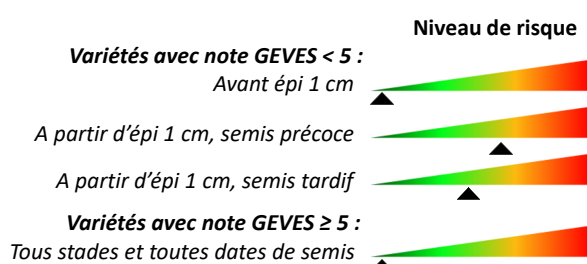 Niveau de risque
Variétés avec note GEVES < 5 :
Avant épi 1 cm
A partir d'épi 1 cm, semis précoce
A partir d'épi 1 cm, semis tardif
Variétés avec note GEVES ≥ 5 :
Tous stades et toutes dates de semis